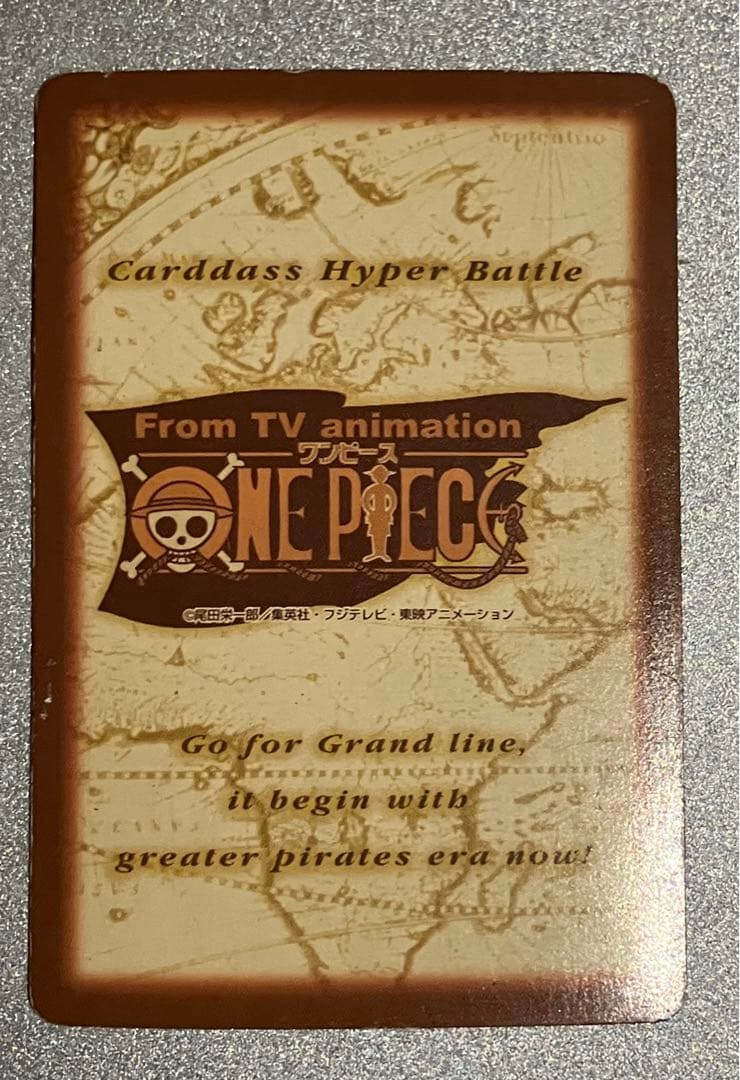 Septentrio
Carddass Hyper Battle
From TV animation
ワンピース
ONE PIECE
©尾田栄一郎／集英社・フジテレビ・東映アニメーション
Go for Grand line,
it begin with
greater pirates era now!